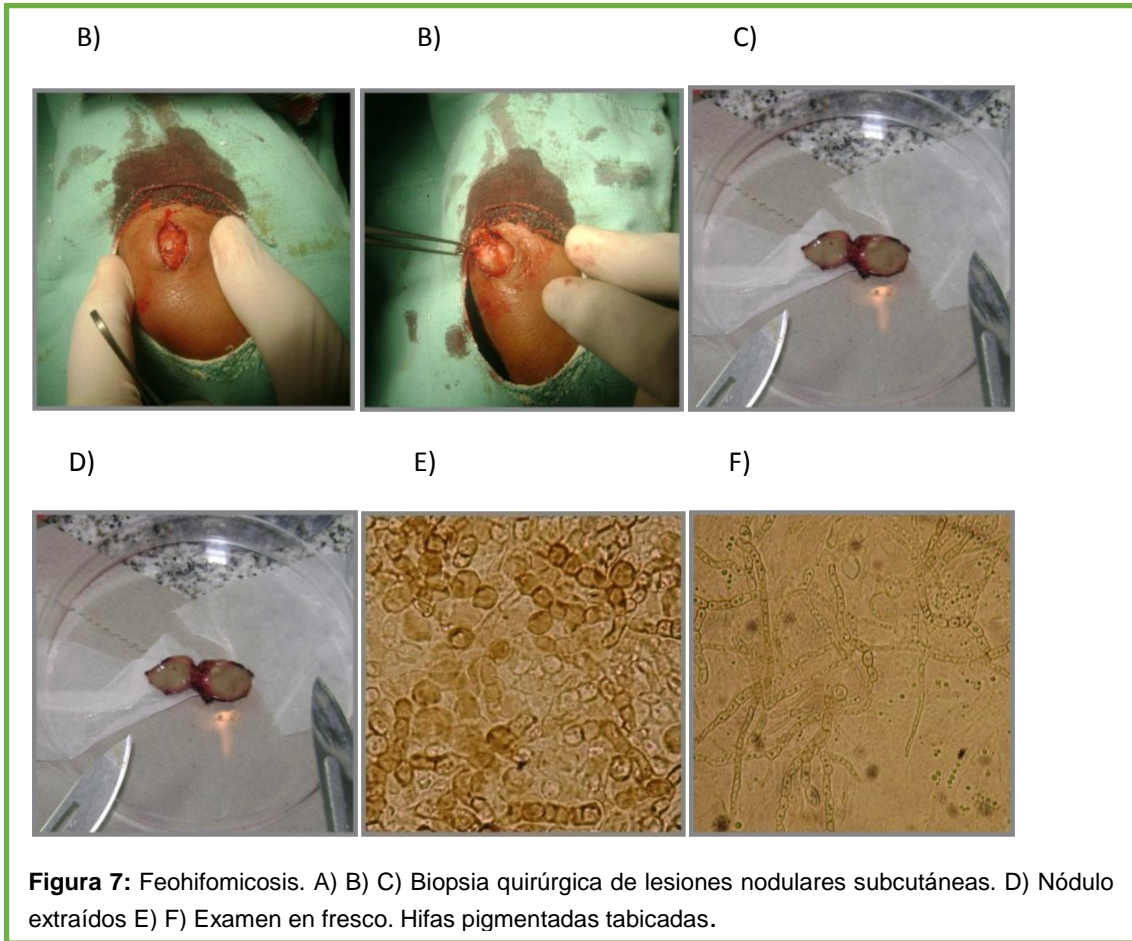 B) B) C)
D) E) F)
Figura 7: Feohifomicosis. A) B) C) Biopsia quirúrgica de lesiones nodulares subcutáneas. D) Nódulo
extraídos E) F) Examen en fresco. Hifas pigmentadas tabicadas.